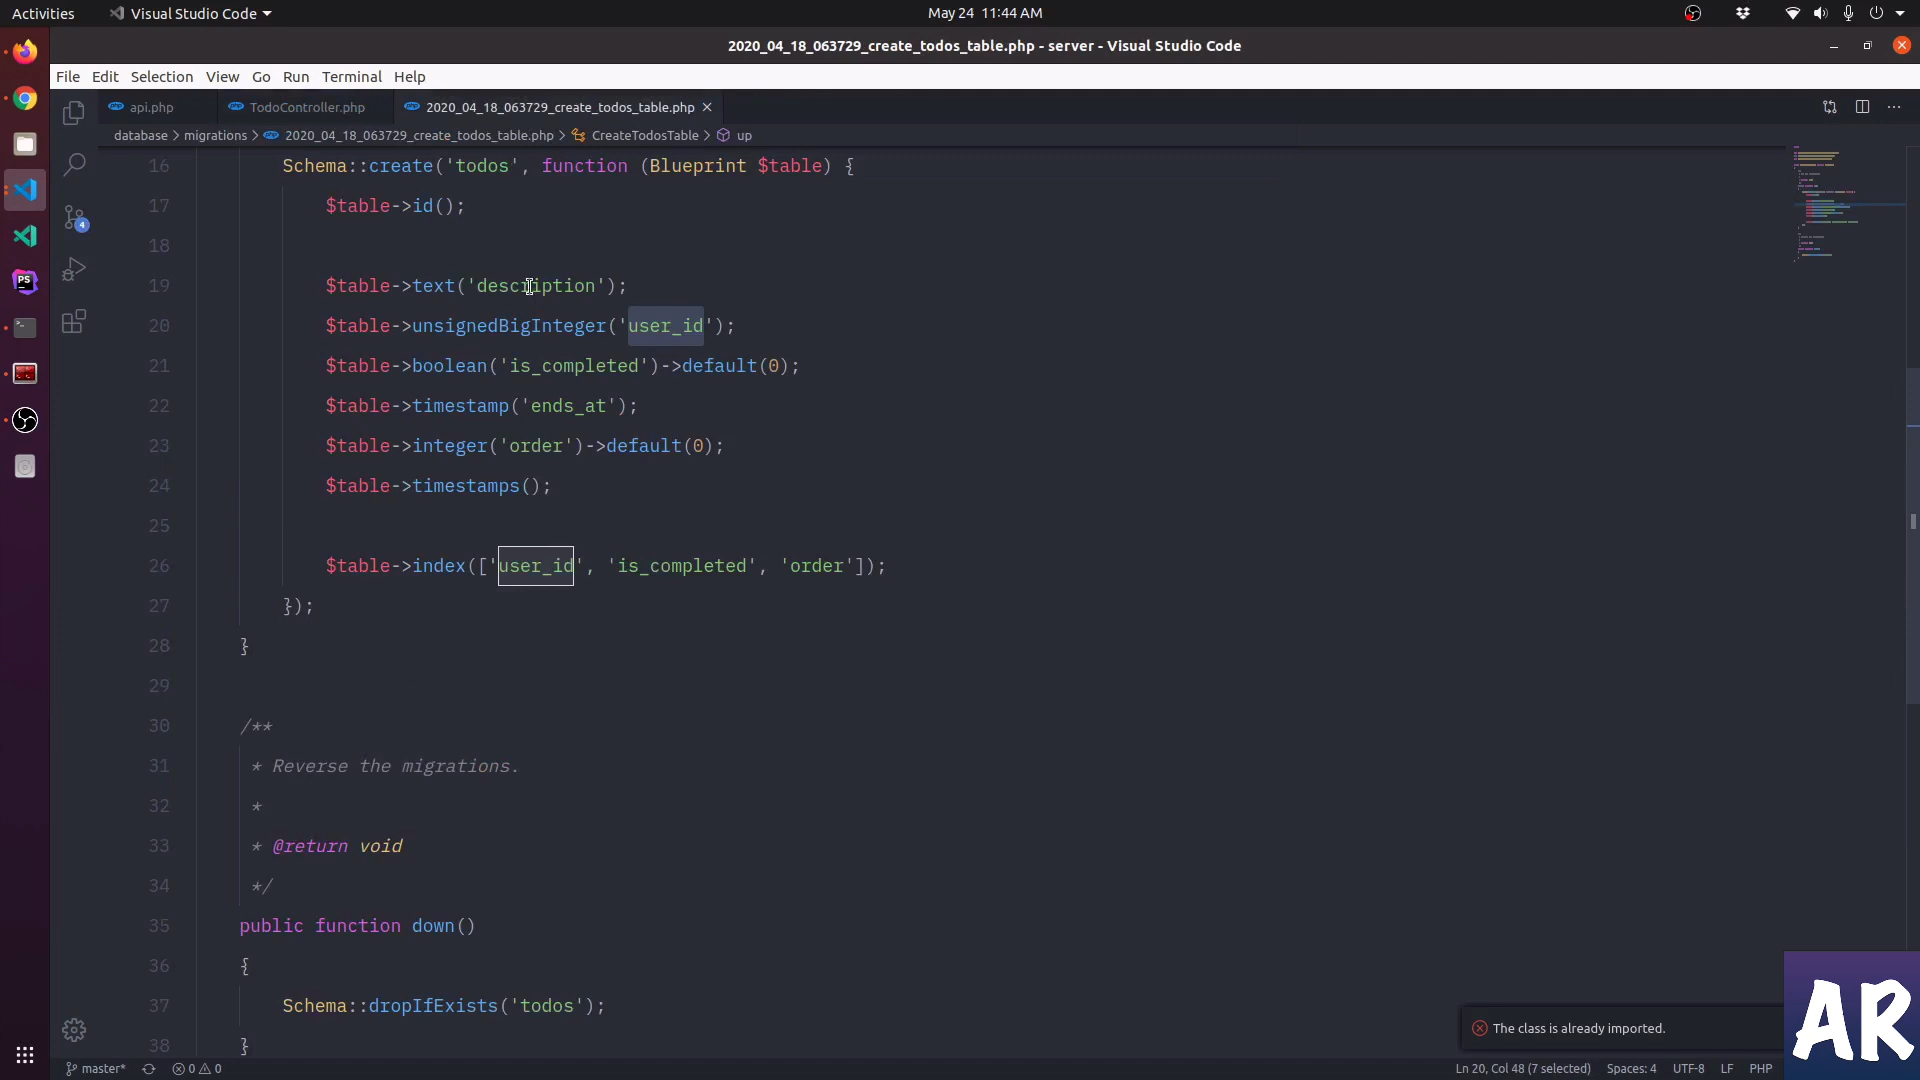 Activities Visual Studio Code May 24 11:44 AM
2020_04_18_063729_create_todos_table.php - server - Visual Studio Code
File Edit Selection View Go Run Terminal Help
api.php TodoController.php 2020_04_18_063729_create_todos_table.php
database > migrations > 2020_04_18_063729_create_todos_table.php > CreateTodosTable > up
16 Schema::create('todos', function (Blueprint $table) {
17 $table->id();
18
19 $table->text('description');
20 $table->unsignedBigInteger('user_id');
21 $table->boolean('is_completed')->default(0);
22 $table->timestamp('ends_at');
23 $table->integer('order')->default(0);
24 $table->timestamps();
25
26 $table->index(['user_id', 'is_completed', 'order']);
27 });
28 }
29
30 /**
31 * Reverse the migrations.
32 *
33 * @return void
34 */
35 public function down()
36 {
37 Schema::dropIfExists('todos');
38 }
4
PS
The class is already imported.
AR
master* 0 0 Ln 20, Col 48 (7 selected) Spaces: 4 UTF-8 LF PHP